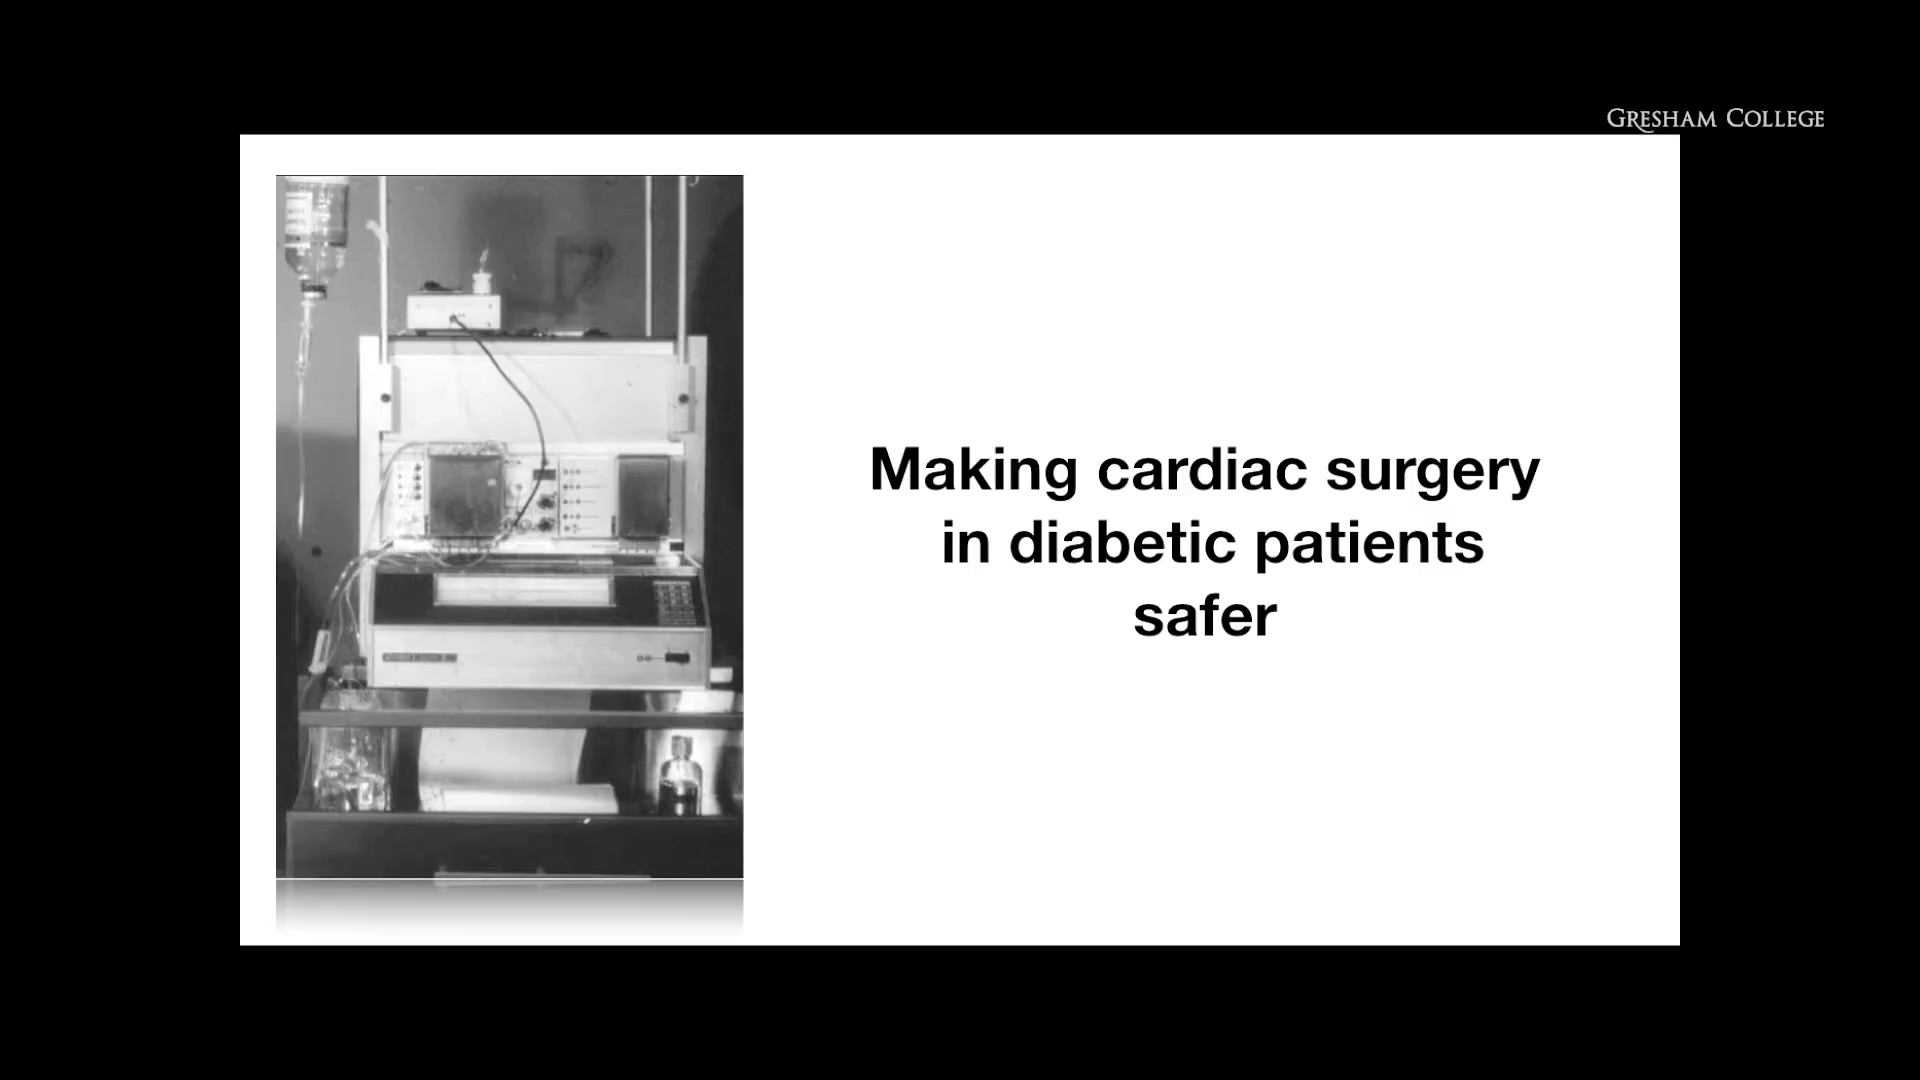 GRESHAM COLLEGE
Making cardiac surgery
in diabetic patients
safer